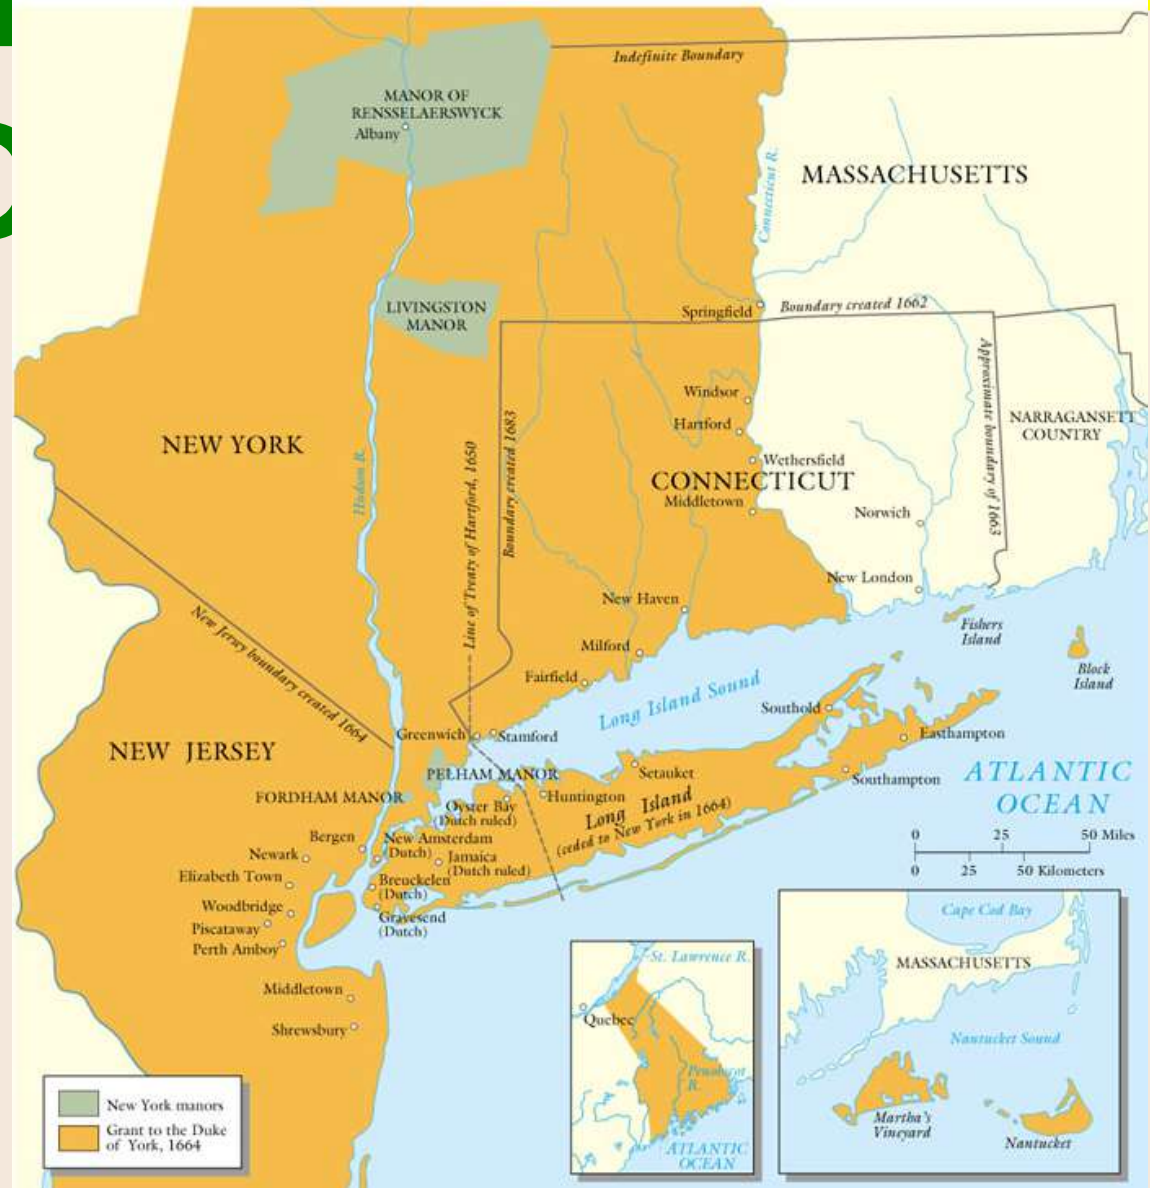 Indefinite Boundary
MANOR OF
RENSSELAERSWYCK
Albany
Connecticut R.
MASSACHUSETTS
LIVINGSTON
MANOR
Springfield
Boundary created 1662
Windsor
Hartford
Wethersfield
CONNECTICUT
Middletown
Approximate boundary of 1663
NARRAGANSETT
COUNTRY
NEW YORK
Hudson R.
Line of Treaty of Hartford, 1650
Boundary created 1683
Norwich
New London
New Haven
Milford
Fairfield
Fishers
Island
Block
Island
New Jersey boundary created 1664
Long Island Sound
Southold
Greenwich
Stamford
Easthampton
NEW JERSEY
PELHAM MANOR
Setauket
Southampton
ATLANTIC
OCEAN
FORDHAM MANOR
Oyster Bay
(Dutch ruled)
Huntington
Long Island
(ceded to New York in 1664)
Bergen
New Amsterdam
(Dutch)
Newark
Jamaica
(Dutch ruled)
Elizabeth Town
Breuckelen
(Dutch)
Woodbridge
Gravesend
(Dutch)
Piscataway
Perth Amboy
Middletown
Shrewsbury
0 25 50 Miles
0 25 50 Kilometers
St. Lawrence R.
Quebec
Penobscot
R.
ATLANTIC
OCEAN
Cape Cod Bay
MASSACHUSETTS
Nantucket Sound
Martha's
Vineyard
Nantucket
New York manors
Grant to the Duke
of York, 1664